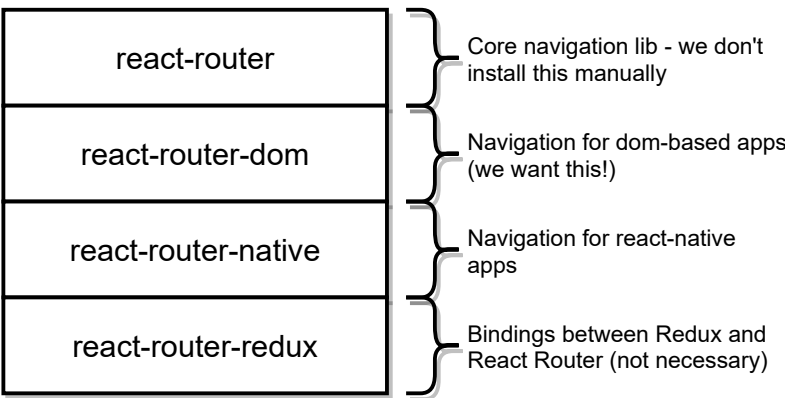 react-router
Core navigation lib - we don't
install this manually
react-router-dom
Navigation for dom-based apps
(we want this!)
react-router-native
Navigation for react-native
apps
react-router-redux
Bindings between Redux and
React Router (not necessary)